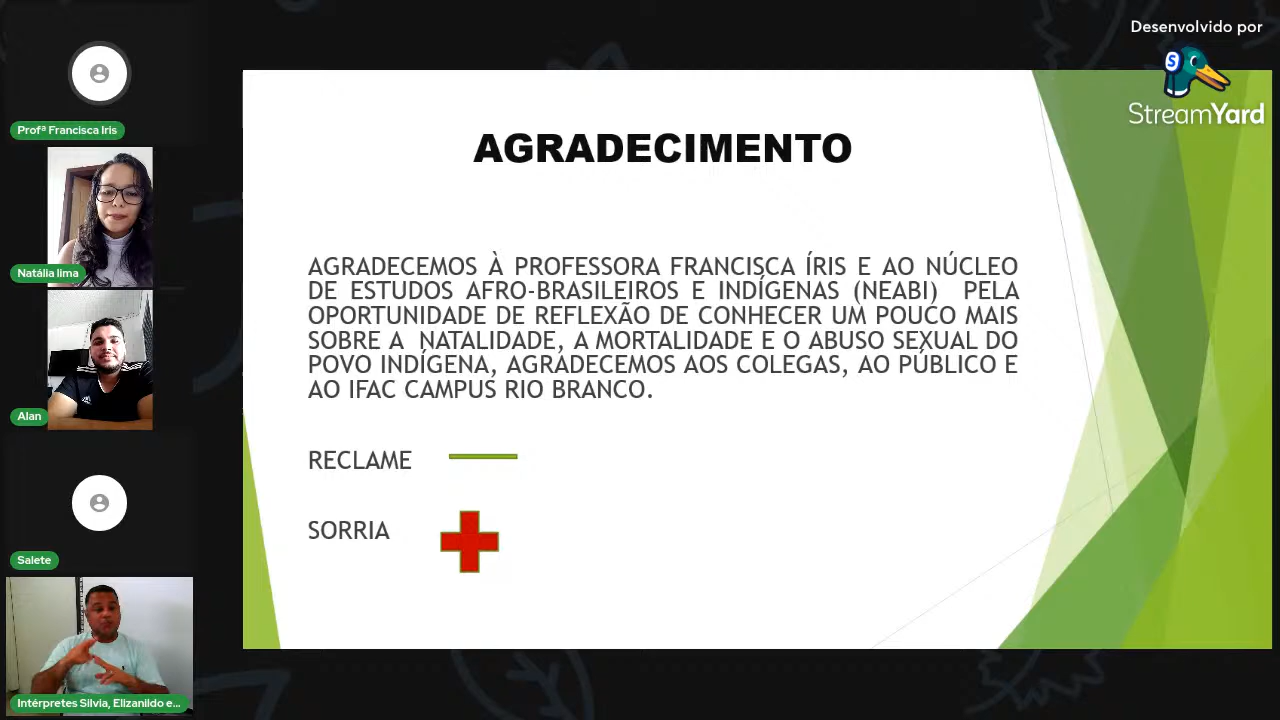 Desenvolvido por
StreamYard
Profª Francisca Iris
Natália lima
Alan
Salete
Intérpretes Silvia, Elizanildo e...
AGRADECIMENTO
AGRADECEMOS À PROFESSORA FRANCISCA ÍRIS E AO NÚCLEO
DE ESTUDOS AFRO-BRASILEIROS E INDÍGENAS (NEABI) PELA
OPORTUNIDADE DE REFLEXÃO DE CONHECER UM POUCO MAIS
SOBRE A NATALIDADE, A MORTALIDADE E O ABUSO SEXUAL DO
POVO INDÍGENA, AGRADECEMOS AOS COLEGAS, AO PÚBLICO E
AO IFAC CAMPUS RIO BRANCO.
RECLAME
SORRIA